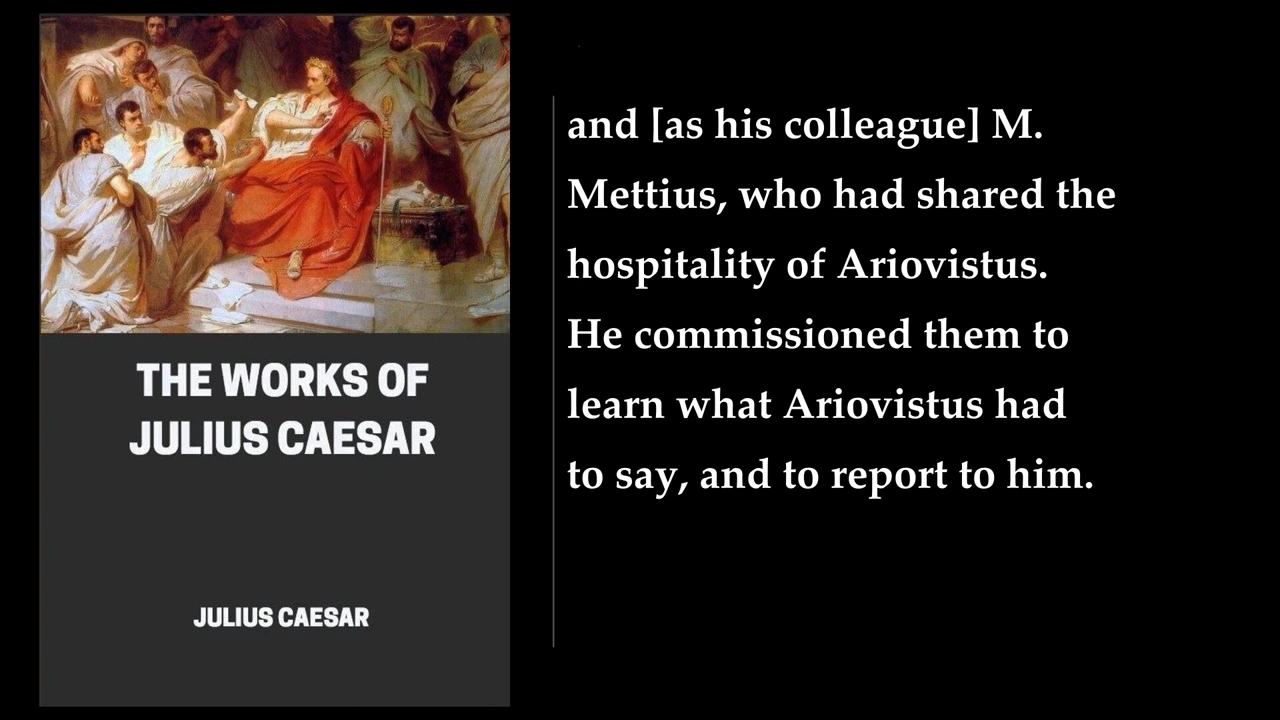 THE WORKS OF
JULIUS CAESAR
JULIUS CAESAR
and [as his colleague] M.
Mettius, who had shared the
hospitality of Ariovistus.
He commissioned them to
learn what Ariovistus had
to say, and to report to him.